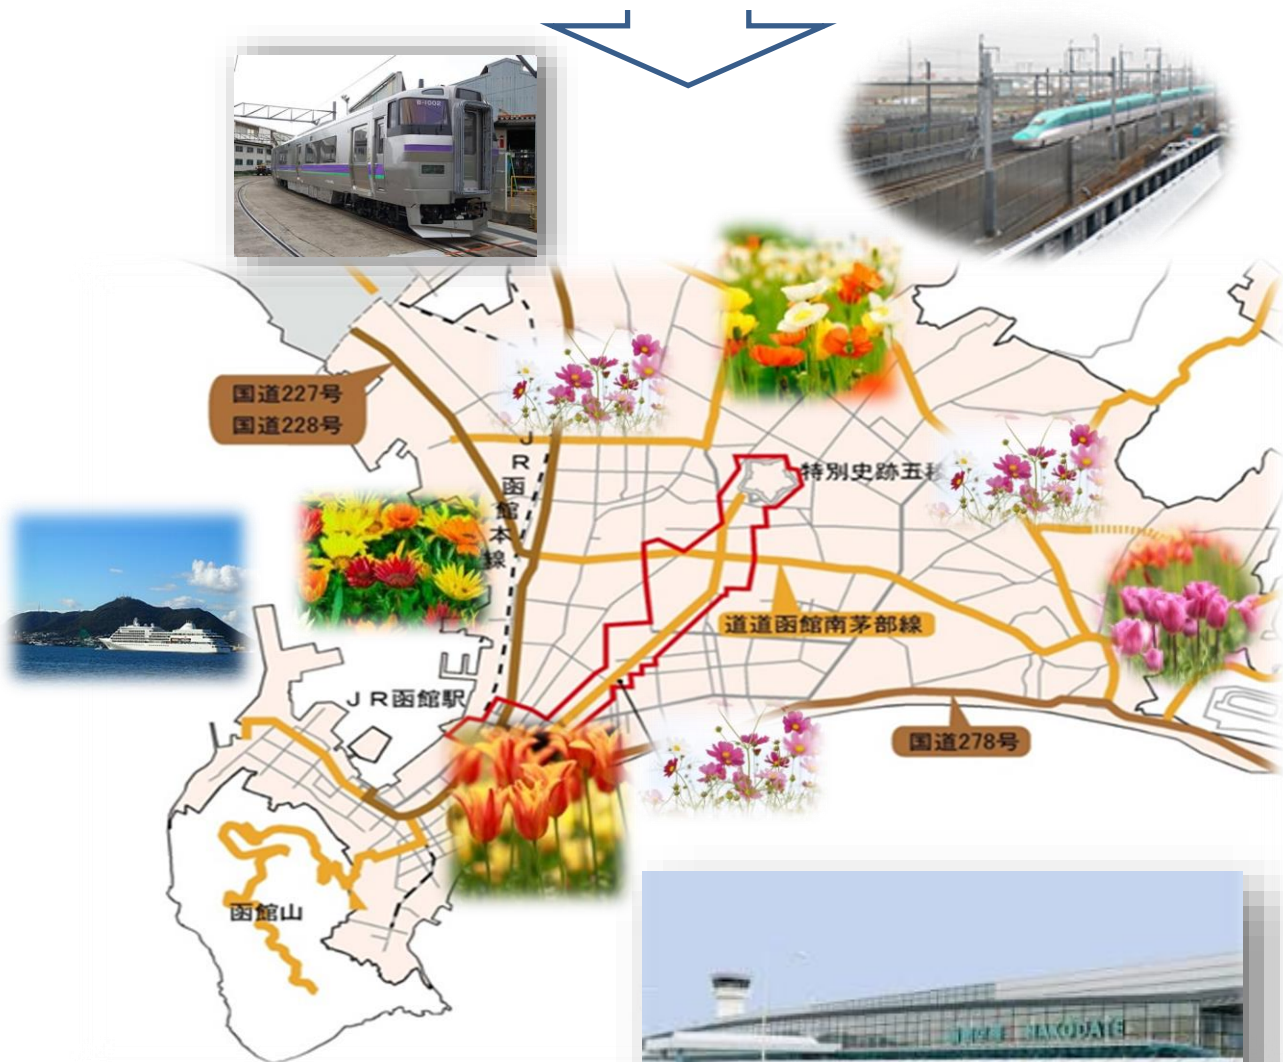 B-1002
国道227号
国道228号
JR函館本線
特別史跡五稜
道道函館南茅部線
JR函館駅
国道278号
函館山
HAKODATE